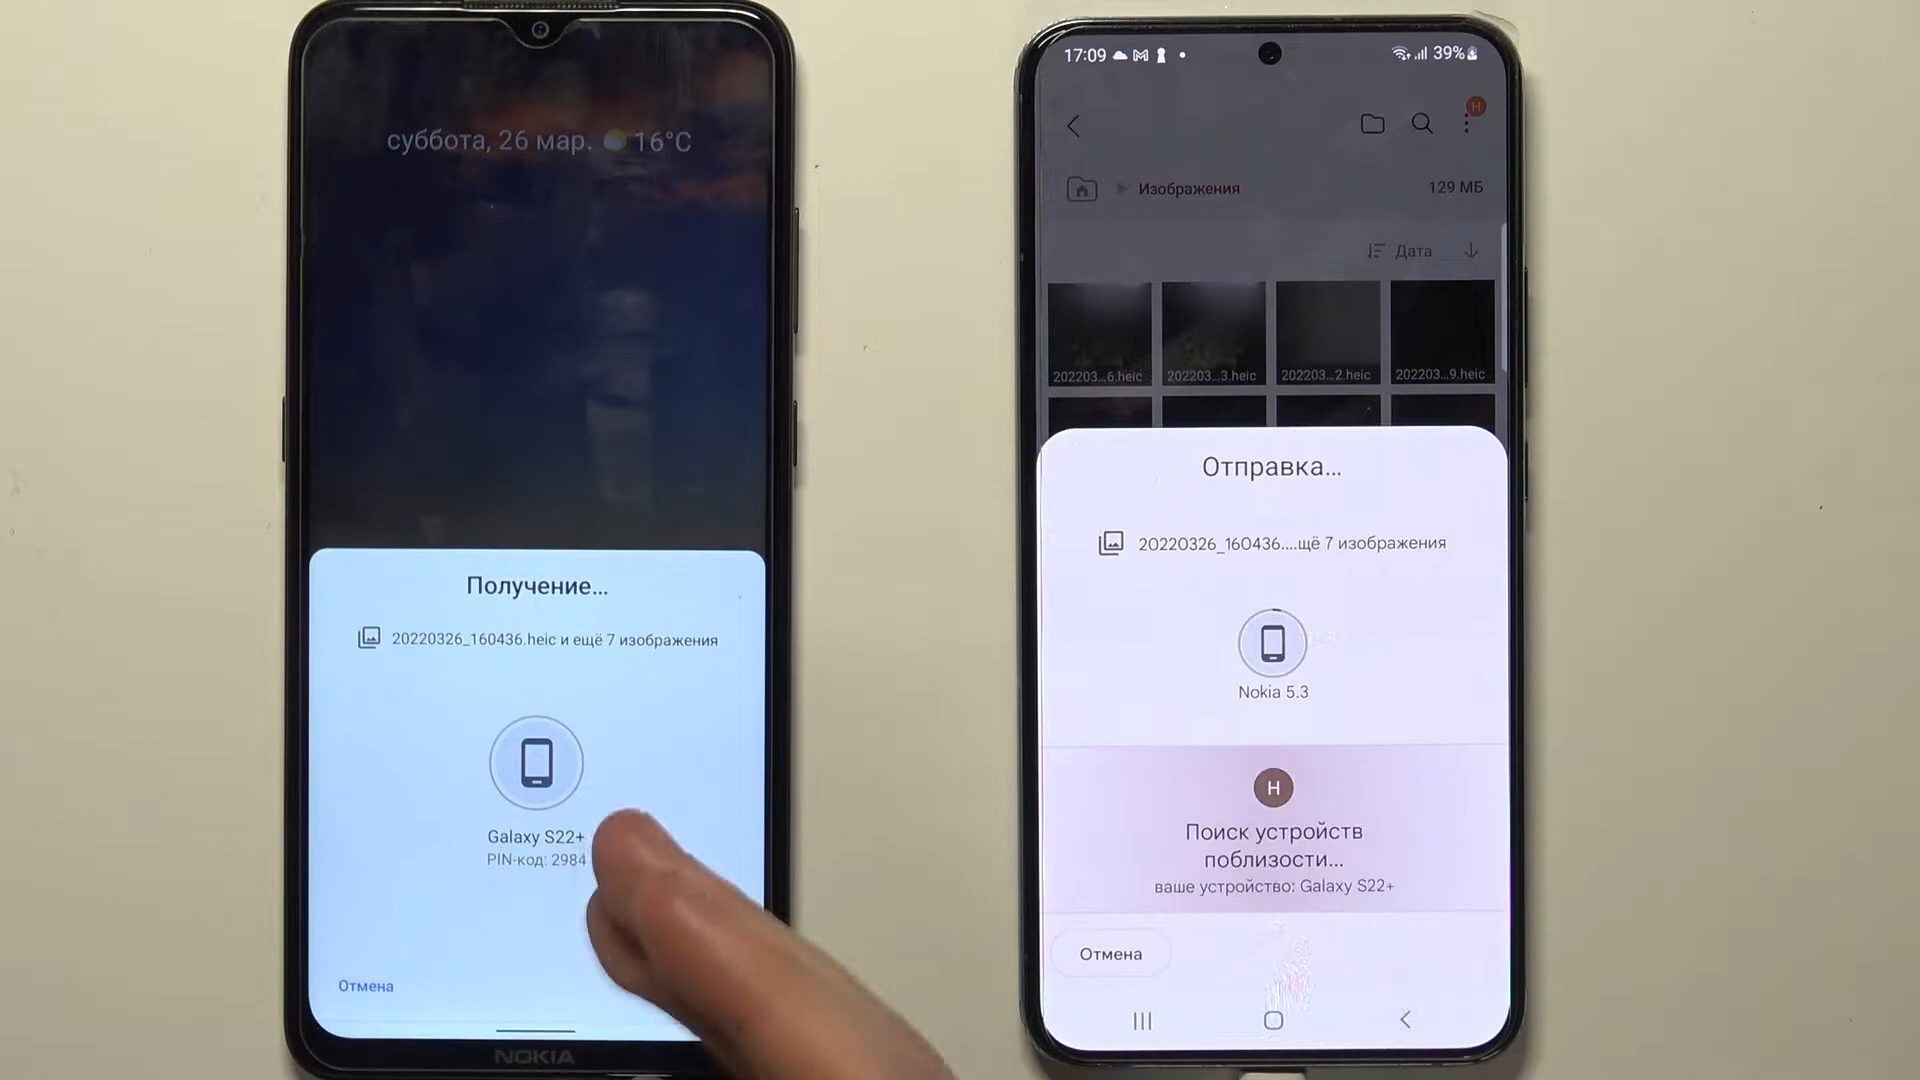 суббота, 26 мар. 16°C
Получение...
20220326_160436.heic и ещё 7 изображения
Galaxy S22+
PIN-код: 2984
Отмена
NOKIA
17:09
39%
H
Изображения
129 МБ
Дата
202203...6.heic
202203...3.heic
202203...2.heic
202203...9.heic
Отправка...
20220326_160436....щё 7 изображения
Nokia 5.3
H
Поиск устройств
поблизости...
ваше устройство: Galaxy S22+
Отмена